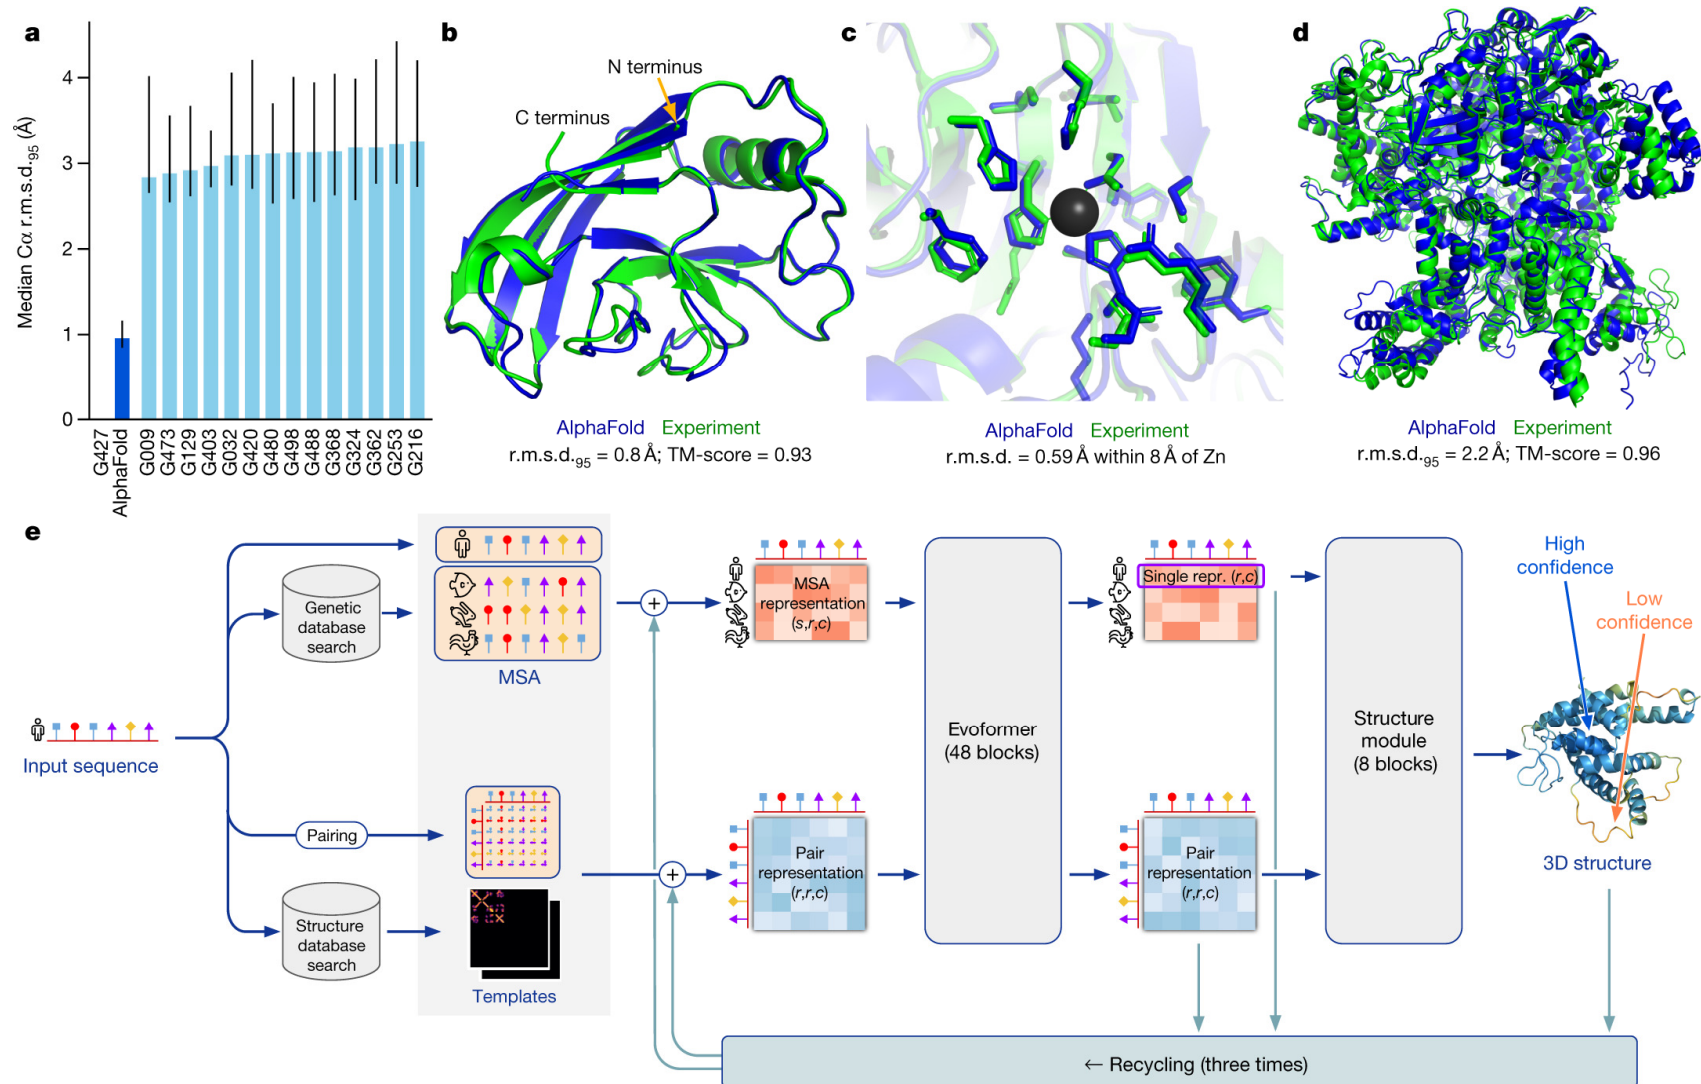 a
Median Cα r.m.s.d.95 (Å)
4
3
2
1
0
G427
AlphaFold
G009
G473
G129
G403
G032
G420
G480
G498
G488
G368
G324
G362
G253
G216
b
N terminus
C terminus
AlphaFold Experiment
r.m.s.d.95 = 0.8 Å; TM-score = 0.93
c
AlphaFold Experiment
r.m.s.d. = 0.59 Å within 8 Å of Zn
d
AlphaFold Experiment
r.m.s.d.95 = 2.2 Å; TM-score = 0.96
e
Input sequence
Genetic
database
search
MSA
Pairing
Structure
database
search
Templates
+
+
MSA
representation
(s,r,c)
Pair
representation
(r,r,c)
Evoformer
(48 blocks)
Single repr. (r,c)
Pair
representation
(r,r,c)
Structure
module
(8 blocks)
High
confidence
Low
confidence
3D structure
← Recycling (three times)